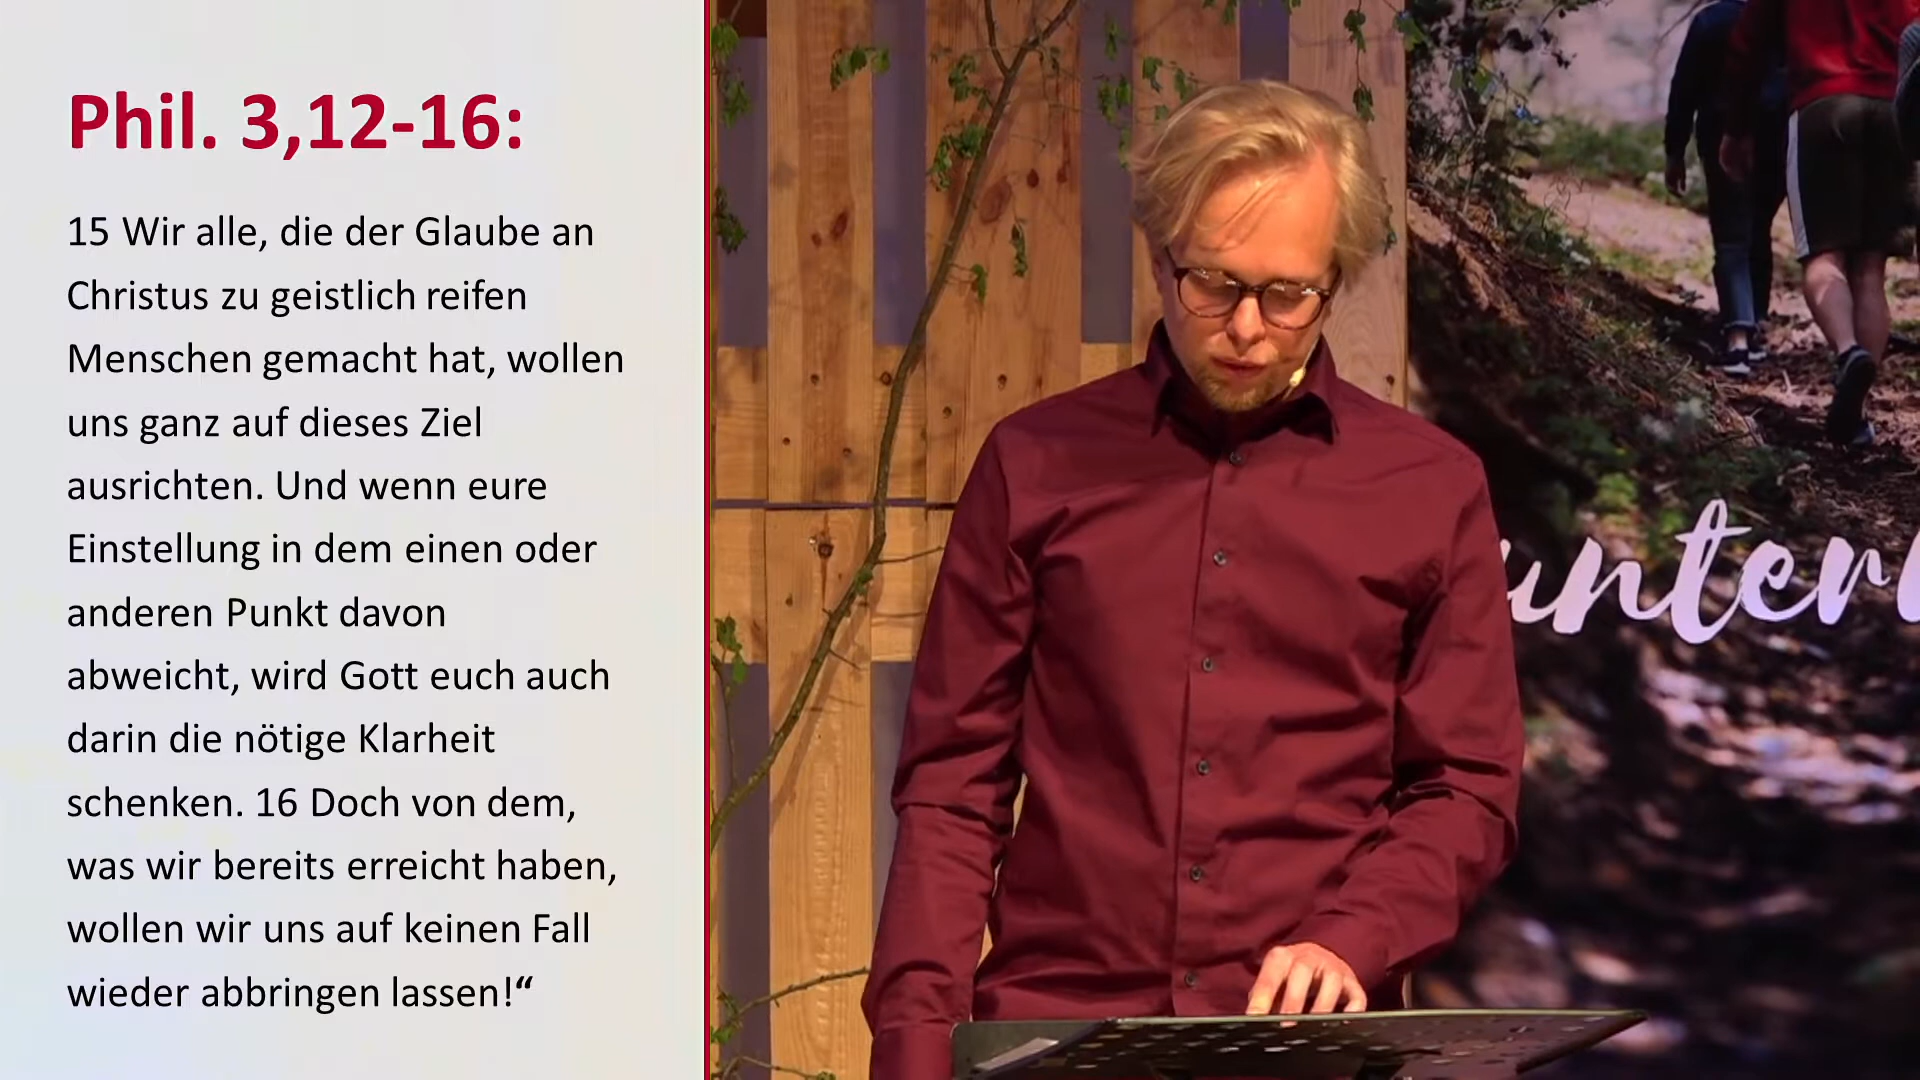 Phil. 3,12-16:
15 Wir alle, die der Glaube an
Christus zu geistlich reifen
Menschen gemacht hat, wollen
uns ganz auf dieses Ziel
ausrichten. Und wenn eure
Einstellung in dem einen oder
anderen Punkt davon
abweicht, wird Gott euch auch
darin die nötige Klarheit
schenken. 16 Doch von dem,
was wir bereits erreicht haben,
wollen wir uns auf keinen Fall
wieder abbringen lassen!“
unter